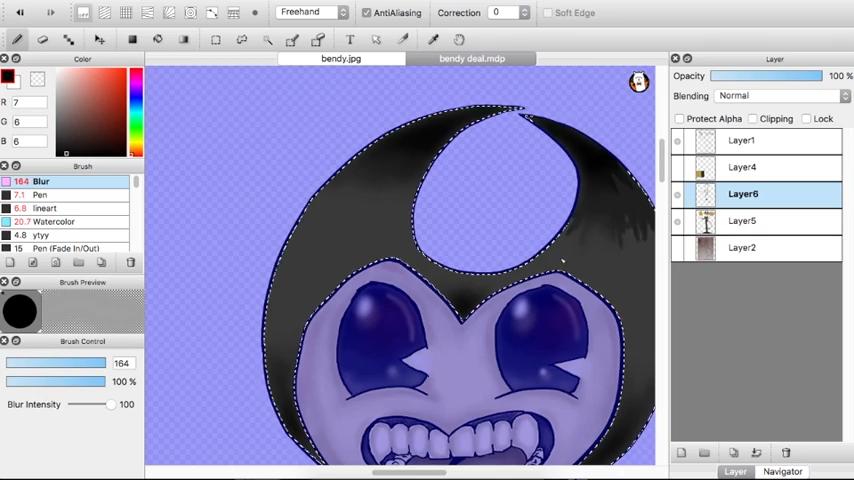 Freehand AntiAliasing Correction 0 Soft Edge
Color
bendy.jpg
bendy deal.mdp
Layer
R 7
G 6
B 6
Opacity 100 %
Blending Normal
Protect Alpha Clipping Lock
Brush
164 Blur
7.1 Pen
6.8 lineart
20.7 Watercolor
4.8 ytyy
15 Pen (Fade In/Out)
Layer1
Layer4
Layer6
Layer5
Layer2
Brush Preview
Brush Control
164
100 %
Blur Intensity 100
Layer Navigator